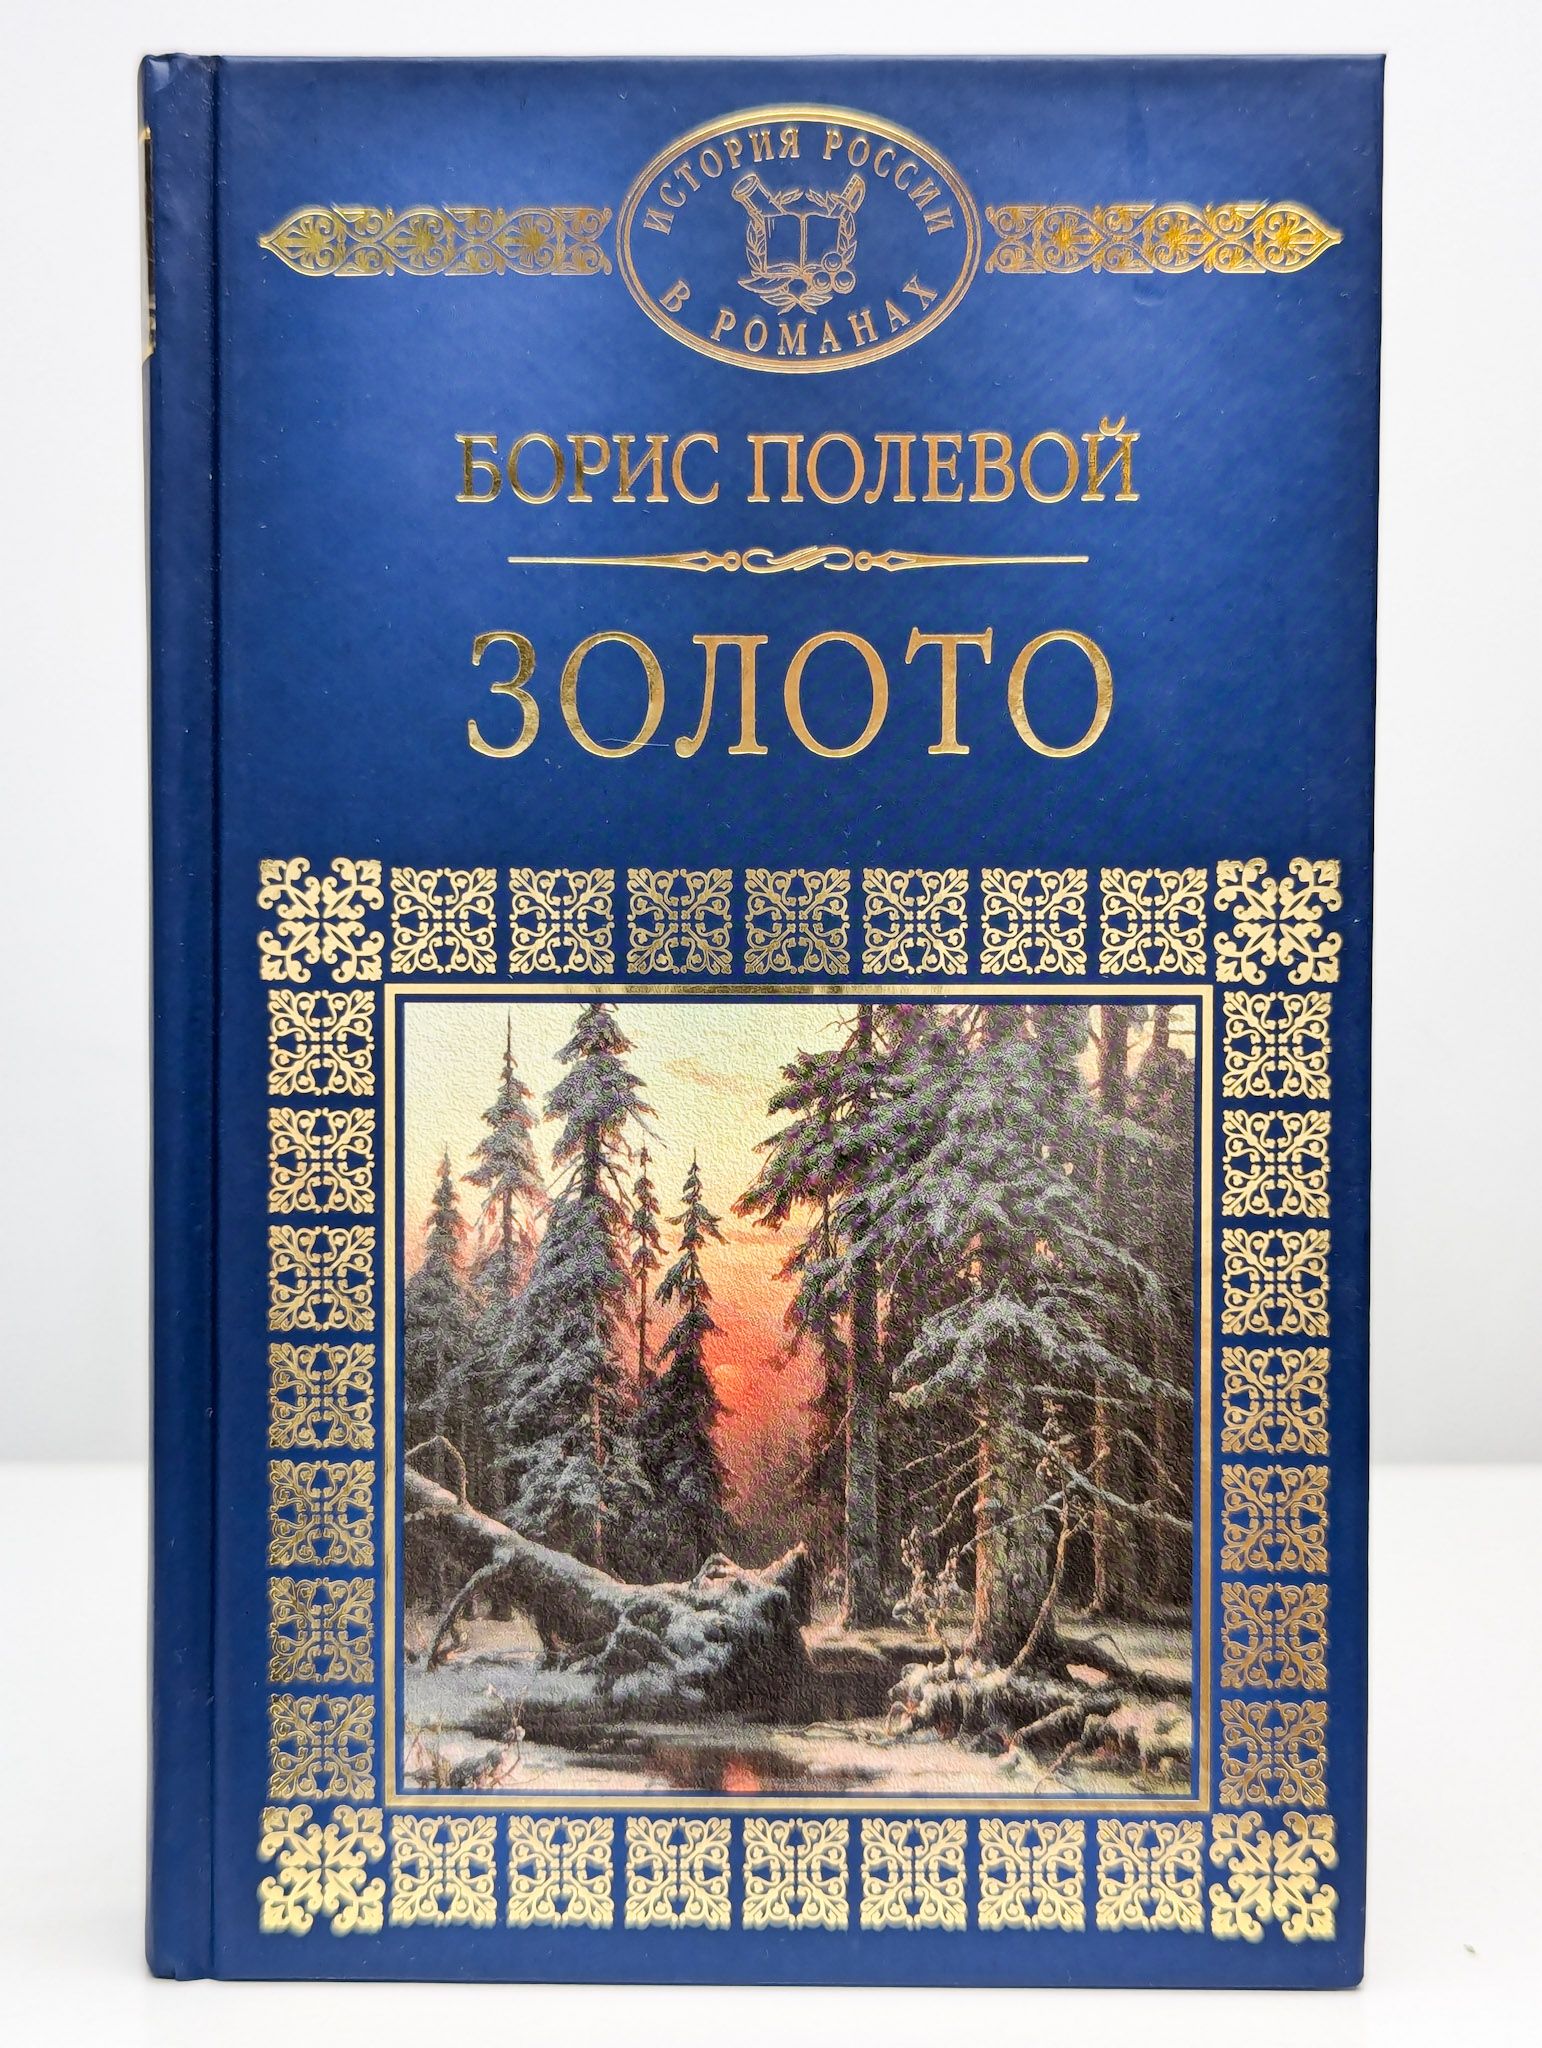 ИСТОРИЯ РОССИИ
В РОМАНАХ
БОРИС ПОЛЕВОЙ
ЗОЛОТО